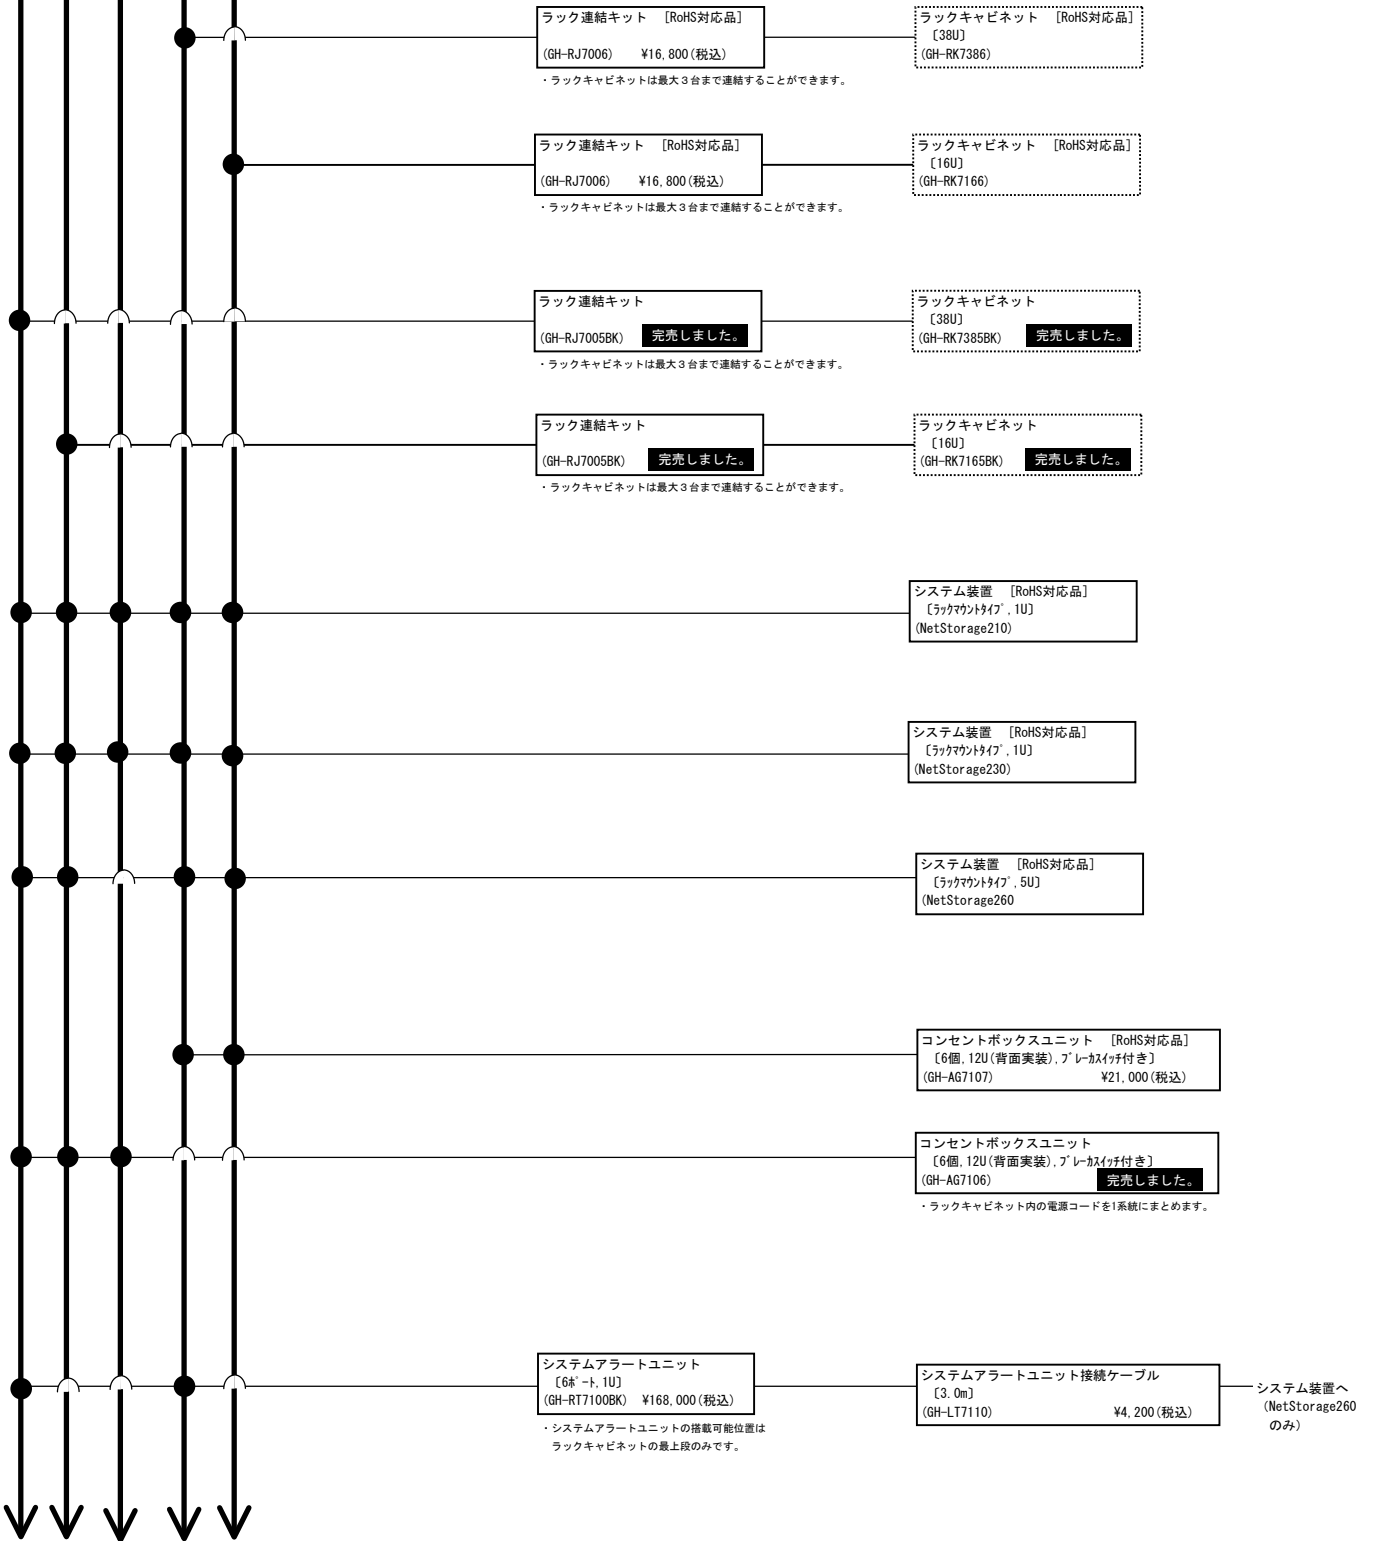 ラック連結キット [RoHS対応品]
(GH-RJ7006) ¥16,800(税込)
・ラックキャビネットは最大３台まで連結することができます。
ラックキャビネット [RoHS対応品]
〔38U〕
(GH-RK7386)
ラック連結キット [RoHS対応品]
(GH-RJ7006) ¥16,800(税込)
・ラックキャビネットは最大３台まで連結することができます。
ラックキャビネット [RoHS対応品]
〔16U〕
(GH-RK7166)
ラック連結キット
(GH-RJ7005BK) 完売しました。
・ラックキャビネットは最大３台まで連結することができます。
ラックキャビネット
〔38U〕
(GH-RK7385BK) 完売しました。
ラック連結キット
(GH-RJ7005BK) 完売しました。
・ラックキャビネットは最大３台まで連結することができます。
ラックキャビネット
〔16U〕
(GH-RK7165BK) 完売しました。
システム装置 [RoHS対応品]
〔ﾗｯｸﾏｳﾝﾄﾀｲﾌﾟ,1U〕
(NetStorage210)
システム装置 [RoHS対応品]
〔ﾗｯｸﾏｳﾝﾄﾀｲﾌﾟ,1U〕
(NetStorage230)
システム装置 [RoHS対応品]
〔ﾗｯｸﾏｳﾝﾄﾀｲﾌﾟ,5U〕
(NetStorage260
コンセントボックスユニット [RoHS対応品]
〔6個,12U(背面実装),ﾌﾞﾚｰｶｽｲｯﾁ付き〕
(GH-AG7107) ¥21,000(税込)
コンセントボックスユニット
〔6個,12U(背面実装),ﾌﾞﾚｰｶｽｲｯﾁ付き〕
(GH-AG7106) 完売しました。
・ラックキャビネット内の電源コードを1系統にまとめます。
システムアラートユニット
〔6ﾎﾟｰﾄ,1U〕
(GH-RT7100BK) ¥168,000(税込)
・システムアラートユニットの搭載可能位置は
ラックキャビネットの最上段のみです。
システムアラートユニット接続ケーブル
〔3.0m〕
(GH-LT7110) ¥4,200(税込)
システム装置へ
(NetStorage260
のみ)